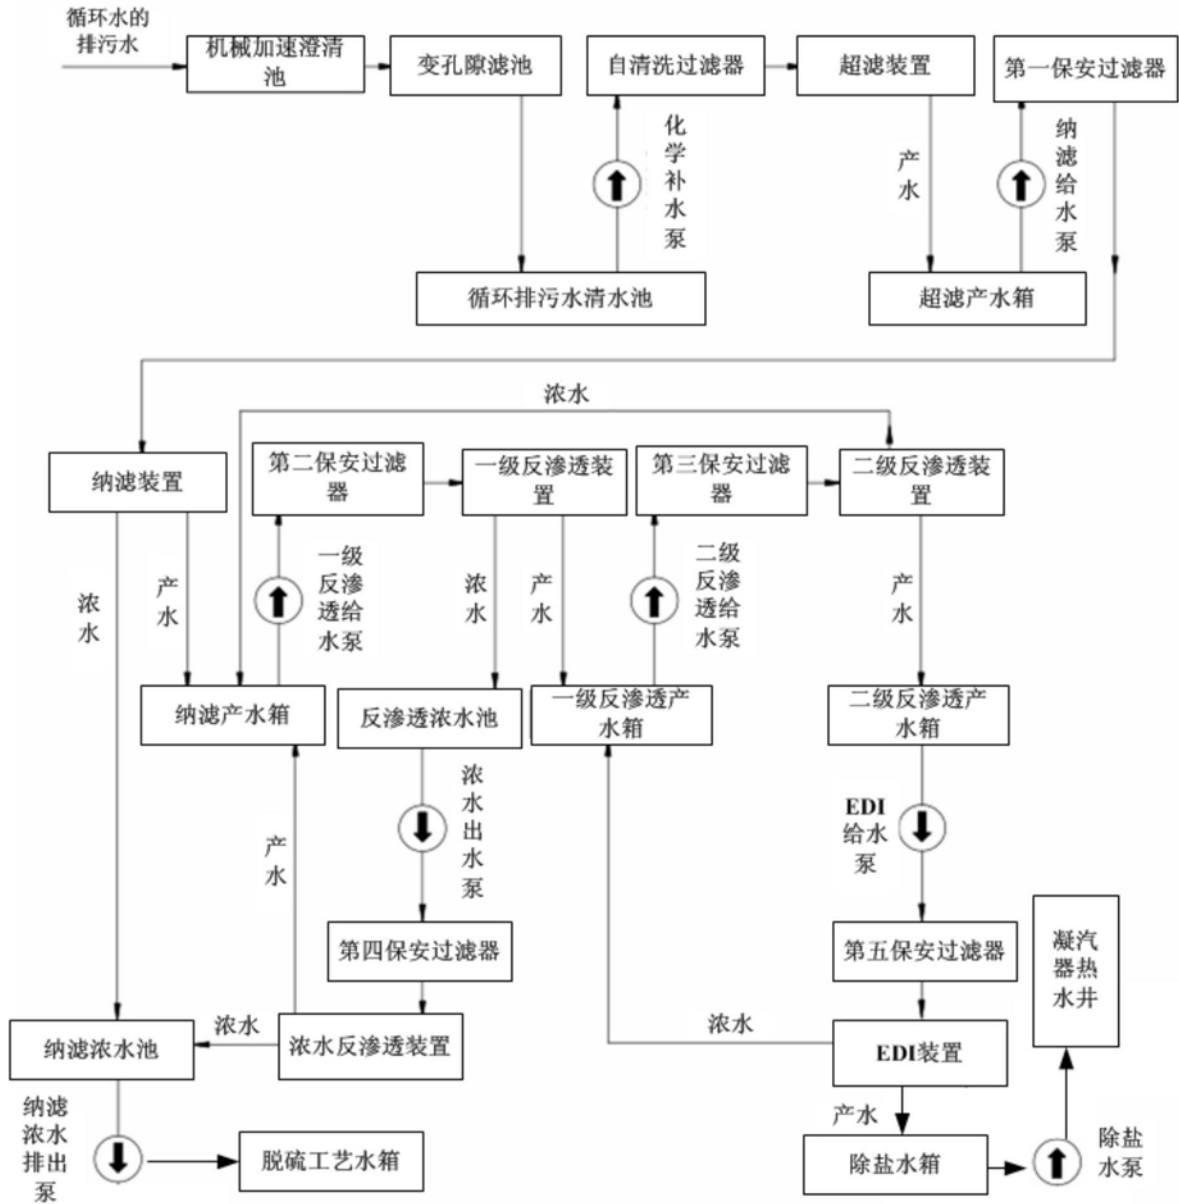 循环水的
排污水
机械加速澄清
池
变孔隙滤池
自清洗过滤器
超滤装置
第一保安过滤器
化
学
补
水
泵
产
水
纳
滤
给
水
泵
循环排污水清水池
超滤产水箱
浓水
纳滤装置
第二保安过滤
器
一级反渗透装
置
第三保安过滤
器
二级反渗透装
置
浓
水
产
水
一级
反渗
透给
水泵
浓
水
产
水
二级
反渗
透给
水泵
产
水
纳滤产水箱
反渗透浓水池
一级反渗透产
水箱
二级反渗透产
水箱
产
水
浓
水
出
水
泵
EDI
给水
泵
第四保安过滤器
第五保安过滤器
凝汽
器热
水井
纳滤浓水池
浓水
浓水反渗透装置
浓水
EDI装置
纳滤
浓水
排出
泵
脱硫工艺水箱
产水
除盐水箱
除盐
水泵